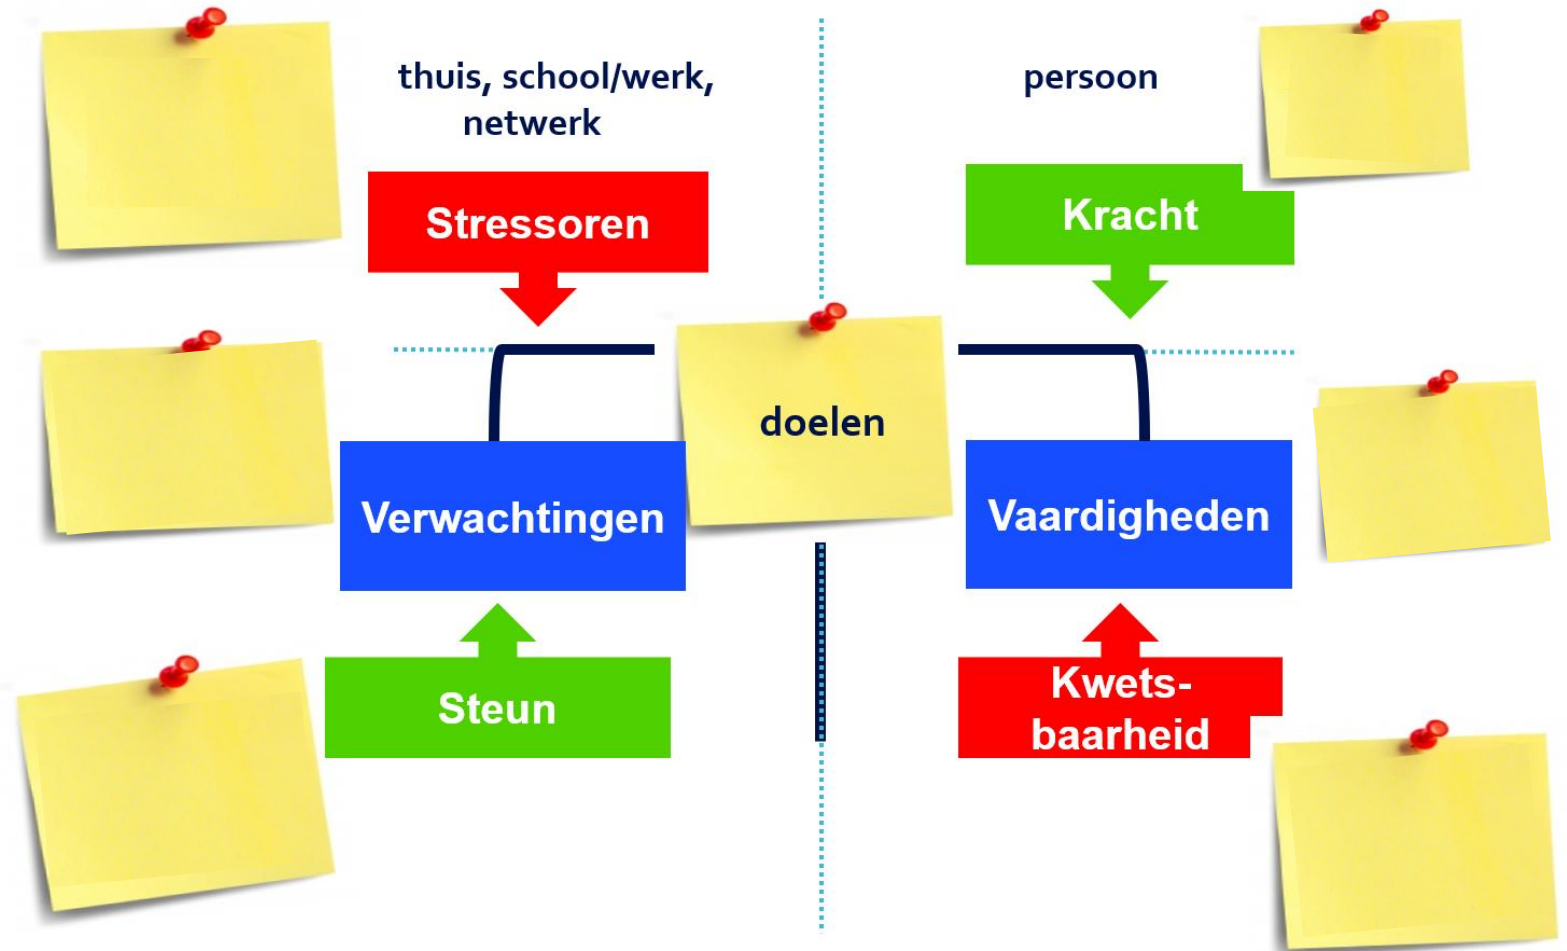 thuis, school/werk,
netwerk
persoon
Stressoren
Kracht
doelen
Verwachtingen
Vaardigheden
Steun
Kwets-
baarheid